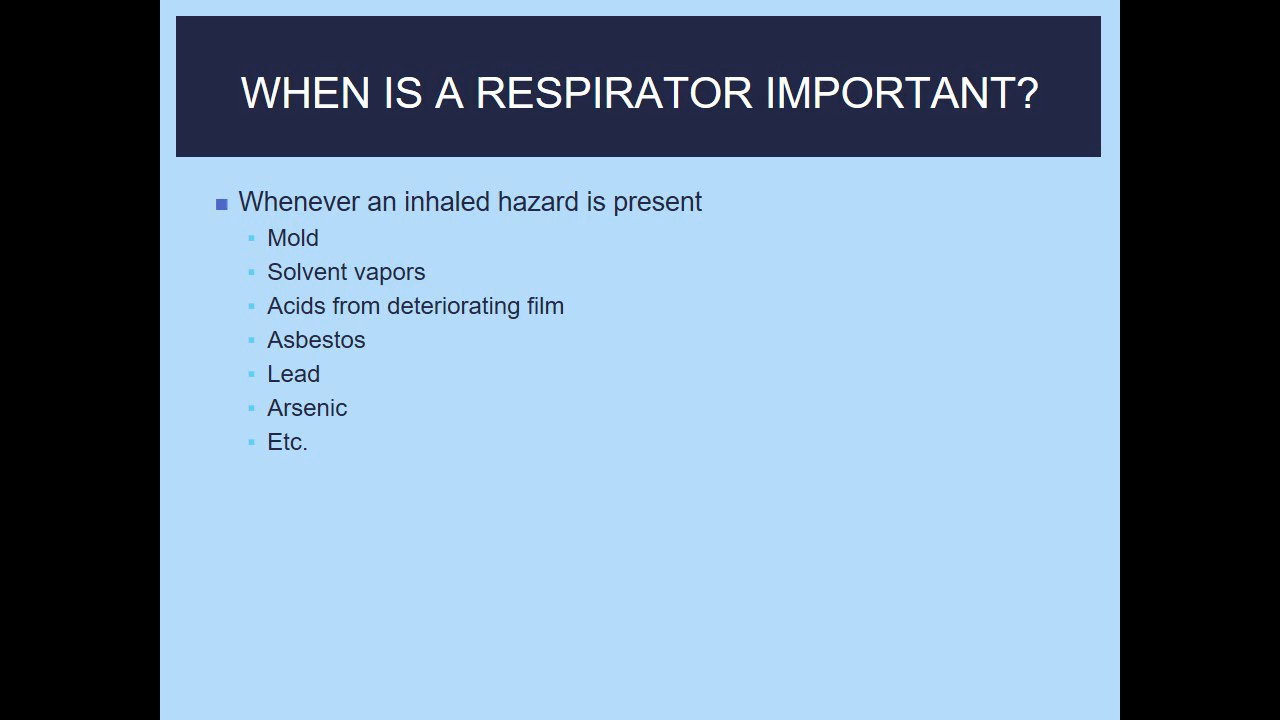 WHEN IS A RESPIRATOR IMPORTANT?
Whenever an inhaled hazard is present
Mold
Solvent vapors
Acids from deteriorating film
Asbestos
Lead
Arsenic
Etc.